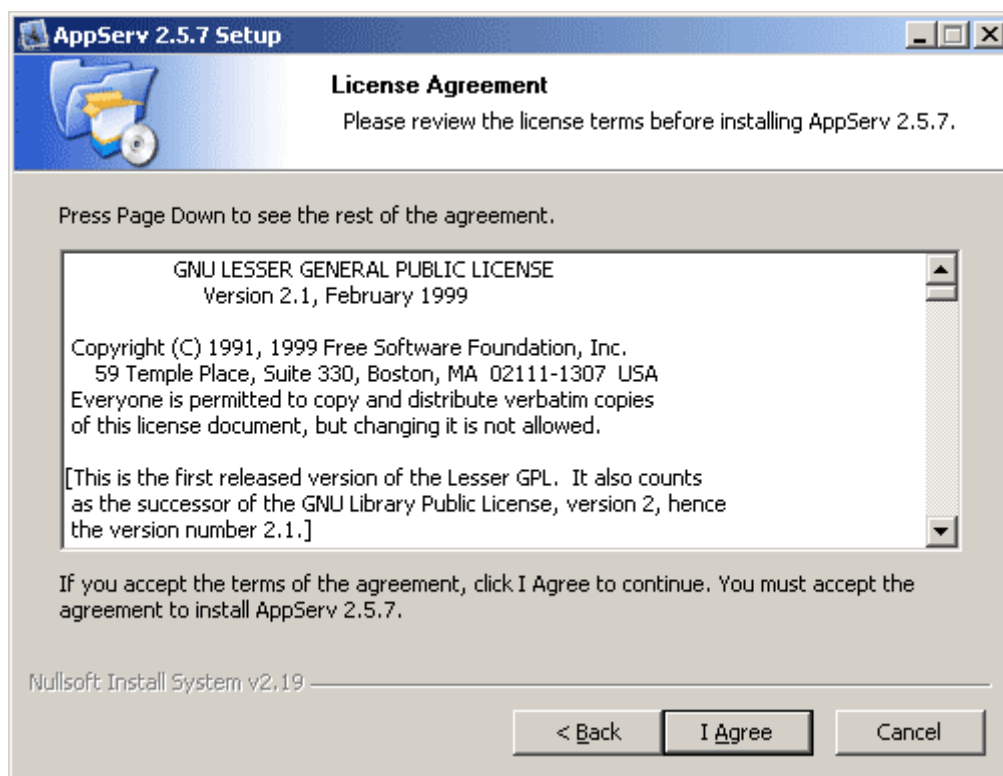 AppServ 2.5.7 Setup
License Agreement
Please review the license terms before installing AppServ 2.5.7.
Press Page Down to see the rest of the agreement.
GNU LESSER GENERAL PUBLIC LICENSE
Version 2.1, February 1999
Copyright (C) 1991, 1999 Free Software Foundation, Inc.
59 Temple Place, Suite 330, Boston, MA  02111-1307  USA
Everyone is permitted to copy and distribute verbatim copies
of this license document, but changing it is not allowed.
[This is the first released version of the Lesser GPL.  It also counts
as the successor of the GNU Library Public License, version 2, hence
the version number 2.1.]
If you accept the terms of the agreement, click I Agree to continue. You must accept the
agreement to install AppServ 2.5.7.
Nullsoft Install System v2.19
< Back
I Agree
Cancel